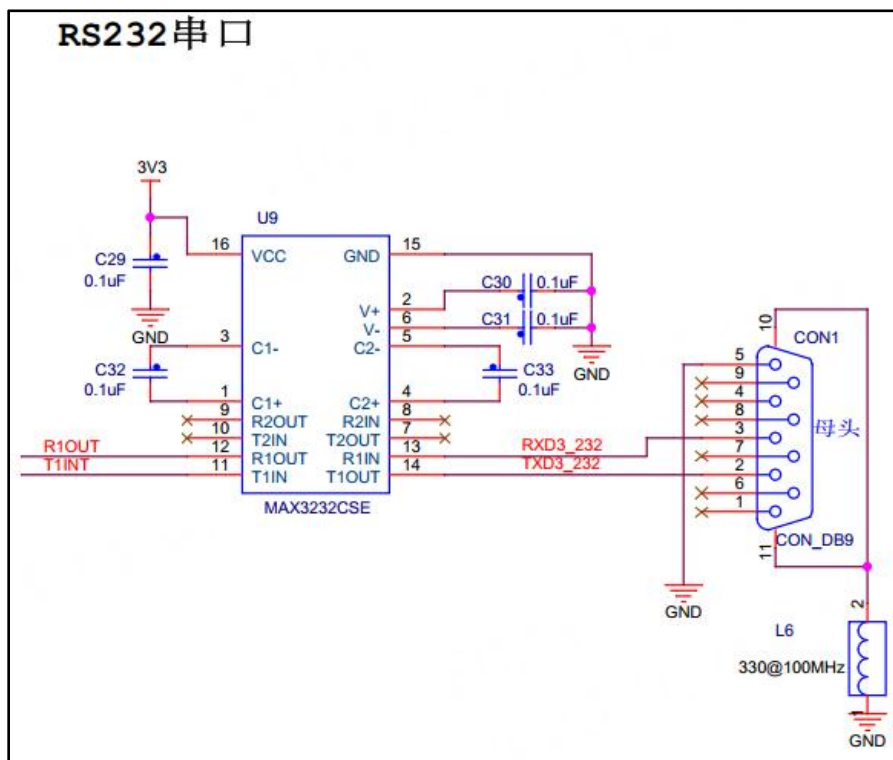 RS232串口
3V3
U9
16 VCC GND 15
C29
0.1uF
GND
C30 0.1uF
V+ 2
V- 6
C31 0.1uF
3 C1- C2- 5
GND
C32
0.1uF
C33
0.1uF
1 C1+ C2+ 4
9 R2OUT R2IN 8
10 T2IN T2OUT 7
R1OUT 12 R1OUT R1IN 13 RXD3_232
T1INT 11 T1IN T1OUT 14 TXD3_232
MAX3232CSE
10
CON1
5
9
4
8
3
母头
7
2
6
1
CON_DB9
11
GND
2
L6
330@100MHz
1
GND